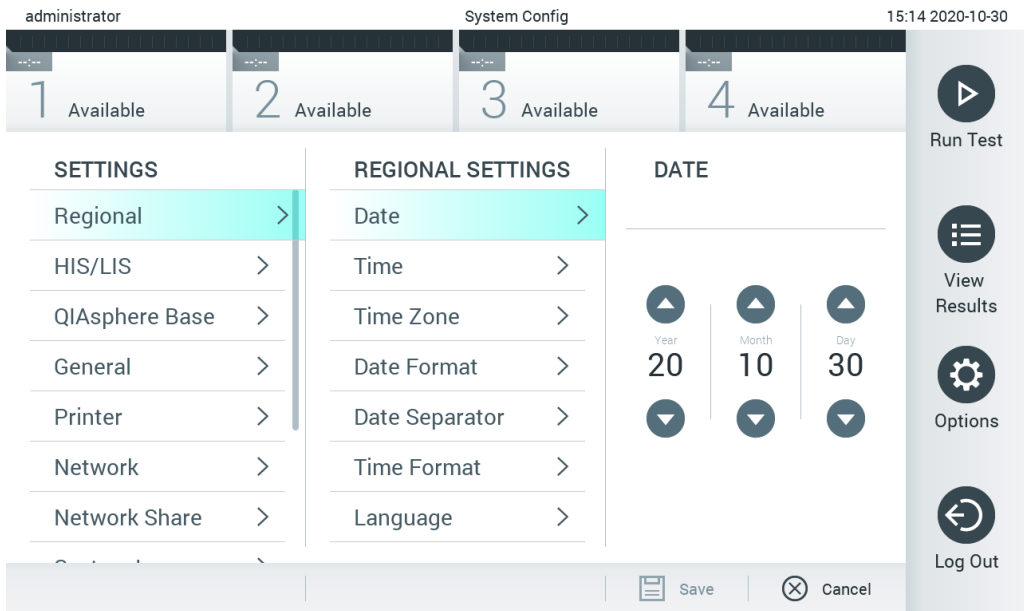 administrator
System Config
15:14 2020-10-30
--:--
--:--
--:--
--:--
1 Available
2 Available
3 Available
4 Available
Run Test
View
Results
Options
Log Out
SETTINGS
Regional
HIS/LIS
QIAsphere Base
General
Printer
Network
Network Share
REGIONAL SETTINGS
Date
Time
Time Zone
Date Format
Date Separator
Time Format
Language
DATE
Year
Month
Day
20
10
30
Save
Cancel